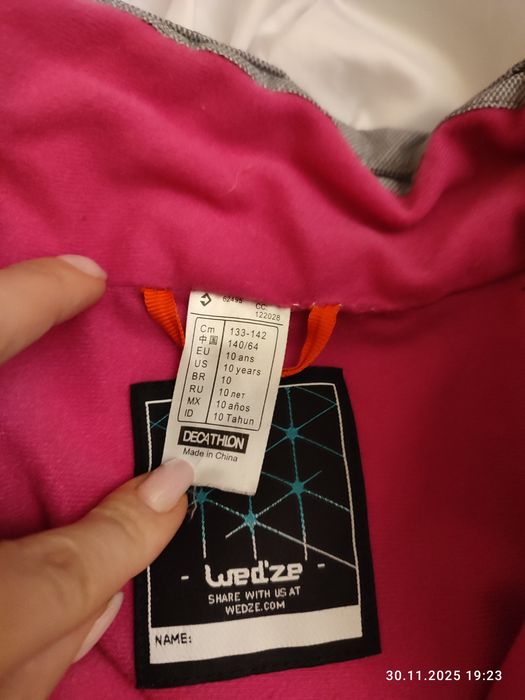 62495 CC:
122028
Cm 133-142
中国 140/64
EU 10 ans
US 10 years
BR 10
RU 10 лет
MX 10 años
ID 10 Tahun
DECATHLON
Made in China
- wed'ze -
SHARE WITH US AT
WEDZE.COM
NAME:
30.11.2025 19:23